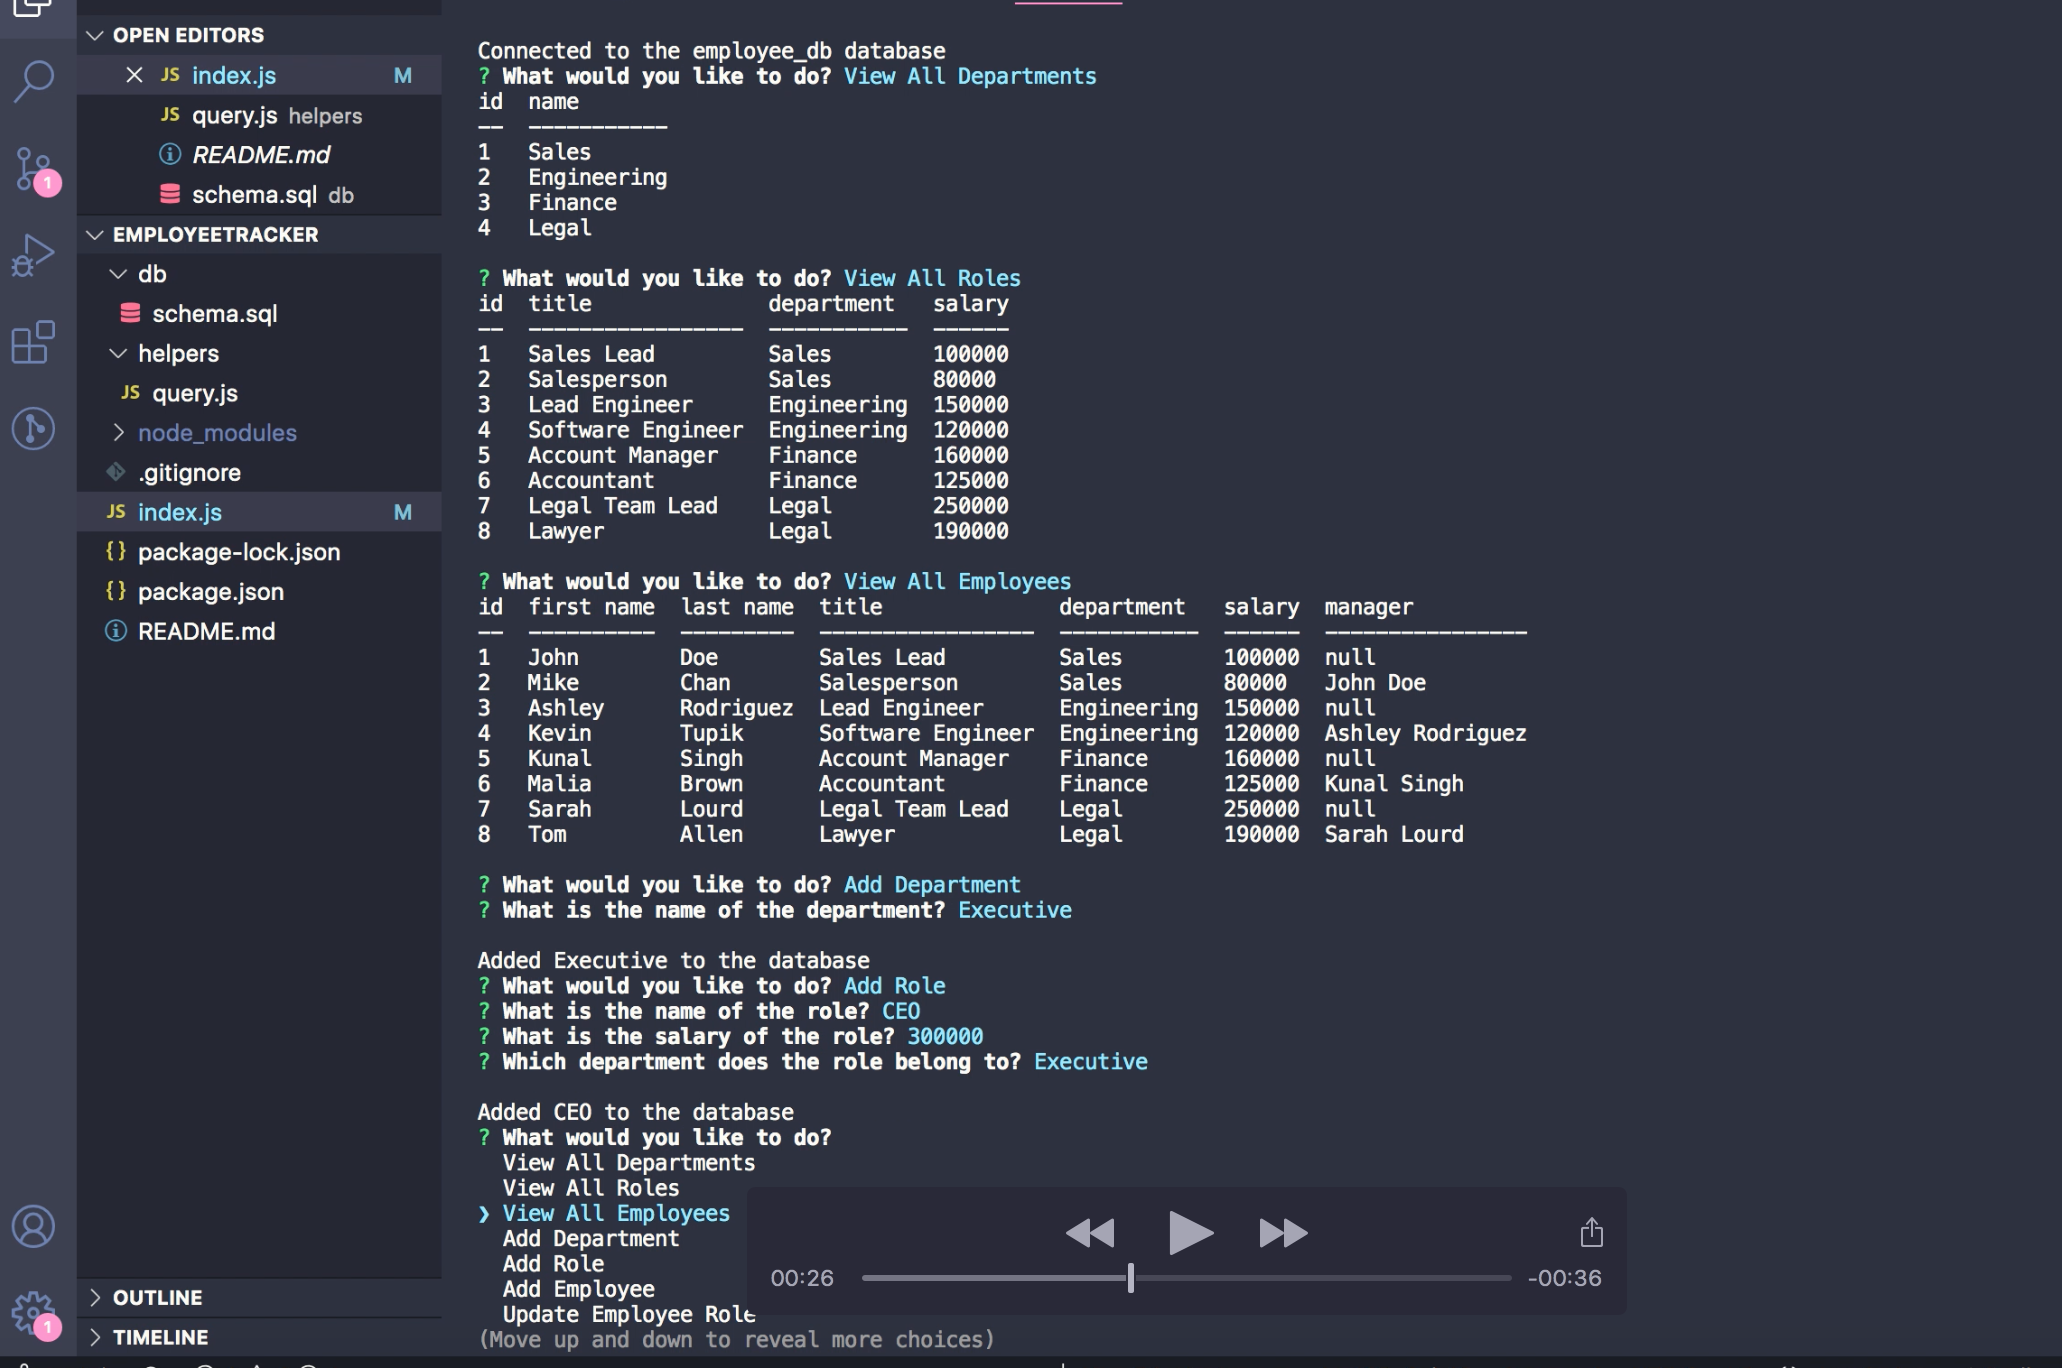 OPEN EDITORS
JS index.js M
JS query.js helpers
README.md
schema.sql db
1
EMPLOYEETRACKER
db
schema.sql
helpers
JS query.js
node_modules
.gitignore
JS index.js M
{} package-lock.json
{} package.json
README.md
OUTLINE
TIMELINE
1
Connected to the employee_db database
? What would you like to do? View All Departments
id name
-- -----------
1 Sales
2 Engineering
3 Finance
4 Legal
? What would you like to do? View All Roles
id title department salary
-- ----------------- ----------- ------
1 Sales Lead Sales 100000
2 Salesperson Sales 80000
3 Lead Engineer Engineering 150000
4 Software Engineer Engineering 120000
5 Account Manager Finance 160000
6 Accountant Finance 125000
7 Legal Team Lead Legal 250000
8 Lawyer Legal 190000
? What would you like to do? View All Employees
id first name last name title department salary manager
-- ---------- --------- ----------------- ----------- ------ ----------------
1 John Doe Sales Lead Sales 100000 null
2 Mike Chan Salesperson Sales 80000 John Doe
3 Ashley Rodriguez Lead Engineer Engineering 150000 null
4 Kevin Tupik Software Engineer Engineering 120000 Ashley Rodriguez
5 Kunal Singh Account Manager Finance 160000 null
6 Malia Brown Accountant Finance 125000 Kunal Singh
7 Sarah Lourd Legal Team Lead Legal 250000 null
8 Tom Allen Lawyer Legal 190000 Sarah Lourd
? What would you like to do? Add Department
? What is the name of the department? Executive
Added Executive to the database
? What would you like to do? Add Role
? What is the name of the role? CEO
? What is the salary of the role? 300000
? Which department does the role belong to? Executive
Added CEO to the database
? What would you like to do?
View All Departments
View All Roles
❯ View All Employees
Add Department
Add Role
Add Employee
Update Employee Role
(Move up and down to reveal more choices)
00:26 -00:36